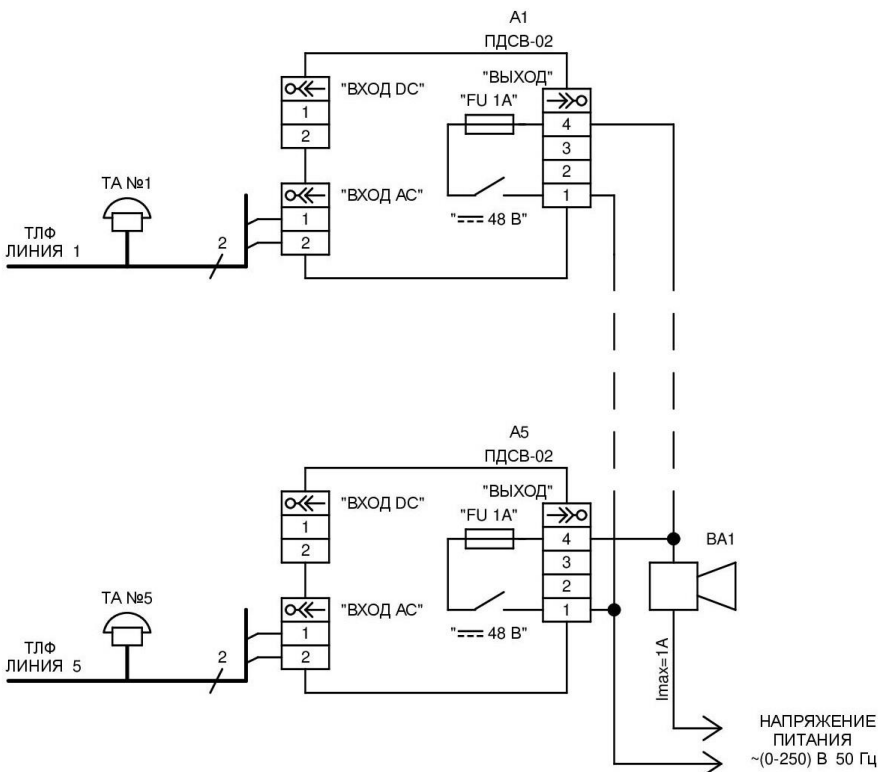 А1
ПДСВ-02
"ВЫХОД"
"ВХОД DC"
"FU 1A"
1
2
4
3
2
1
ТА №1
"ВХОД АС"
1
2
"⎓ 48 В"
ТЛФ
ЛИНИЯ 1
2
А5
ПДСВ-02
"ВЫХОД"
"ВХОД DC"
"FU 1A"
1
2
4
3
2
1
ВА1
ТА №5
"ВХОД АС"
1
2
"⎓ 48 В"
ТЛФ
ЛИНИЯ 5
2
Imax=1A
НАПРЯЖЕНИЕ
ПИТАНИЯ
~(0-250) В 50 Гц